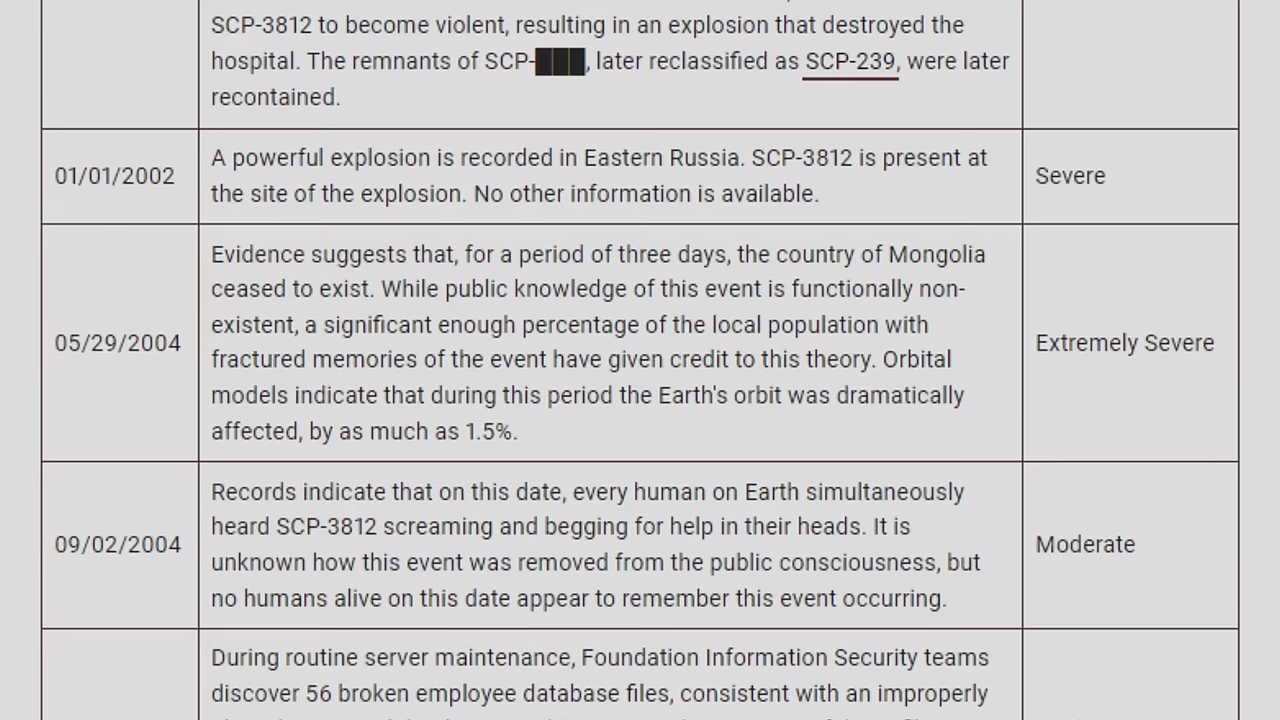 SCP-3812 to become violent, resulting in an explosion that destroyed the
hospital. The remnants of SCP-███, later reclassified as SCP-239, were later
recontained.
01/01/2002
A powerful explosion is recorded in Eastern Russia. SCP-3812 is present at
the site of the explosion. No other information is available.
Severe
05/29/2004
Evidence suggests that, for a period of three days, the country of Mongolia
ceased to exist. While public knowledge of this event is functionally non-
existent, a significant enough percentage of the local population with
fractured memories of the event have given credit to this theory. Orbital
models indicate that during this period the Earth's orbit was dramatically
affected, by as much as 1.5%.
Extremely Severe
09/02/2004
Records indicate that on this date, every human on Earth simultaneously
heard SCP-3812 screaming and begging for help in their heads. It is
unknown how this event was removed from the public consciousness, but
no humans alive on this date appear to remember this event occurring.
Moderate
During routine server maintenance, Foundation Information Security teams
discover 56 broken employee database files, consistent with an improperly